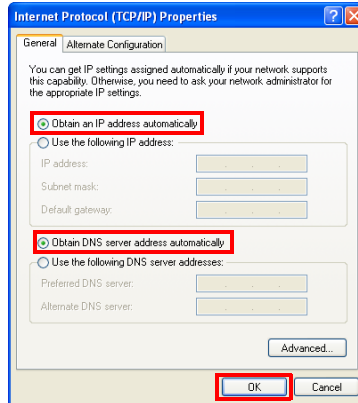 Internet Protocol (TCP/IP) Properties
General
Alternate Configuration
You can get IP settings assigned automatically if your network supports
this capability. Otherwise, you need to ask your network administrator for
the appropriate IP settings.
Obtain an IP address automatically
Use the following IP address:
IP address:
Subnet mask:
Default gateway:
Obtain DNS server address automatically
Use the following DNS server addresses:
Preferred DNS server:
Alternate DNS server:
Advanced...
OK
Cancel